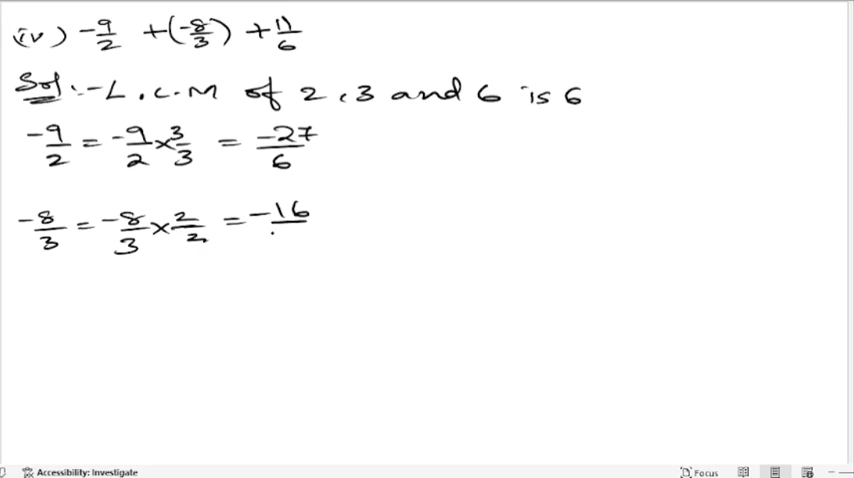 (iv) -9/2 + (-8/3) + 11/6
Sol :- L.C.M of 2, 3 and 6 is 6
-9/2 = -9/2 × 3/3 = -27/6
-8/3 = -8/3 × 2/2 = -16/
Accessibility: Investigate
Focus